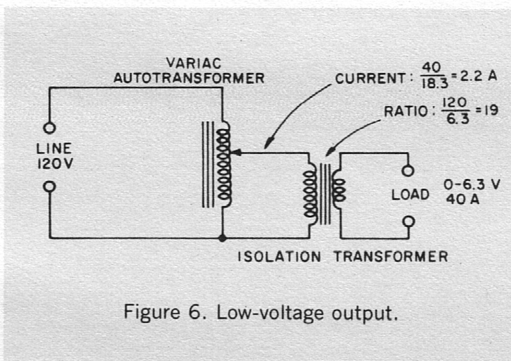 VARIAC
AUTOTRANSFORMER
CURRENT: 40/18.3 = 2.2 A
RATIO: 120/6.3 = 19
LINE
120V
LOAD
0-6.3 V
40 A
ISOLATION TRANSFORMER
Figure 6. Low-voltage output.